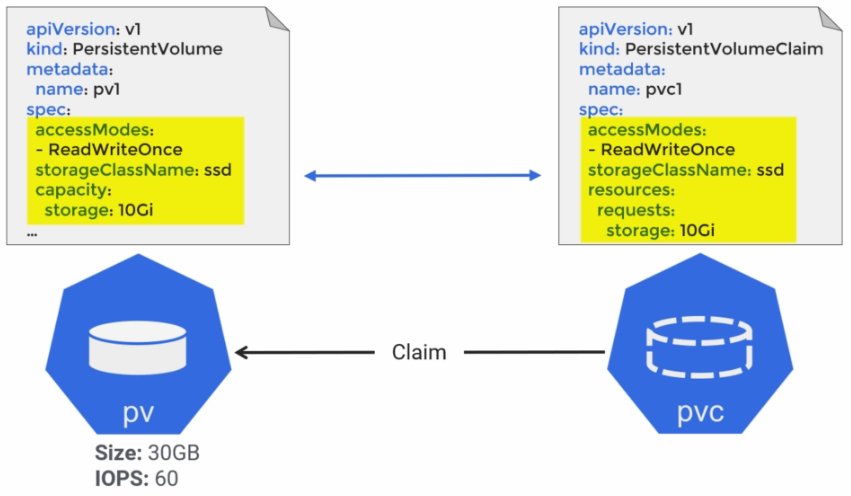 apiVersion: v1
kind: PersistentVolume
metadata:
name: pv1
spec:
accessModes:
- ReadWriteOnce
storageClassName: ssd
capacity:
storage: 10Gi
...
apiVersion: v1
kind: PersistentVolumeClaim
metadata:
name: pvc1
spec:
accessModes:
- ReadWriteOnce
storageClassName: ssd
resources:
requests:
storage: 10Gi
Claim
pv
pvc
Size: 30GB
IOPS: 60